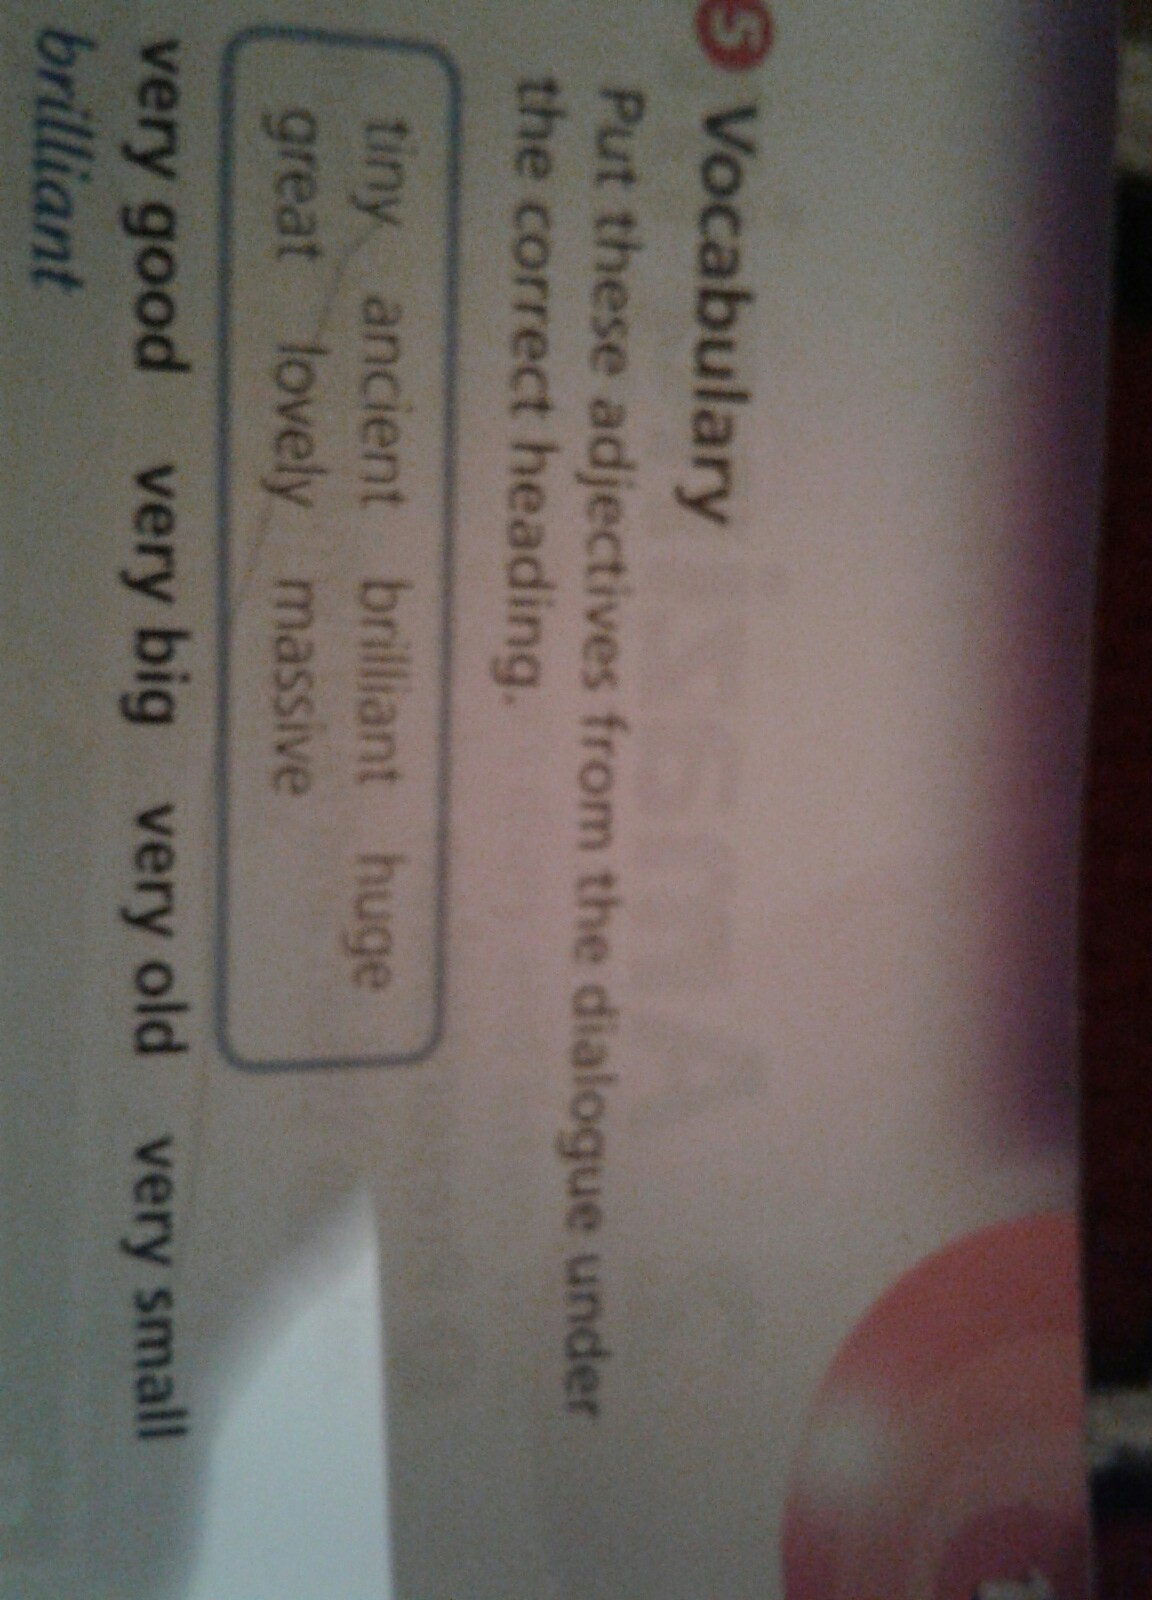 5 Vocabulary
Put these adjectives from the dialogue under
the correct heading.
tiny ancient brilliant huge
great lovely massive
very good very big very old very small
brilliant
1